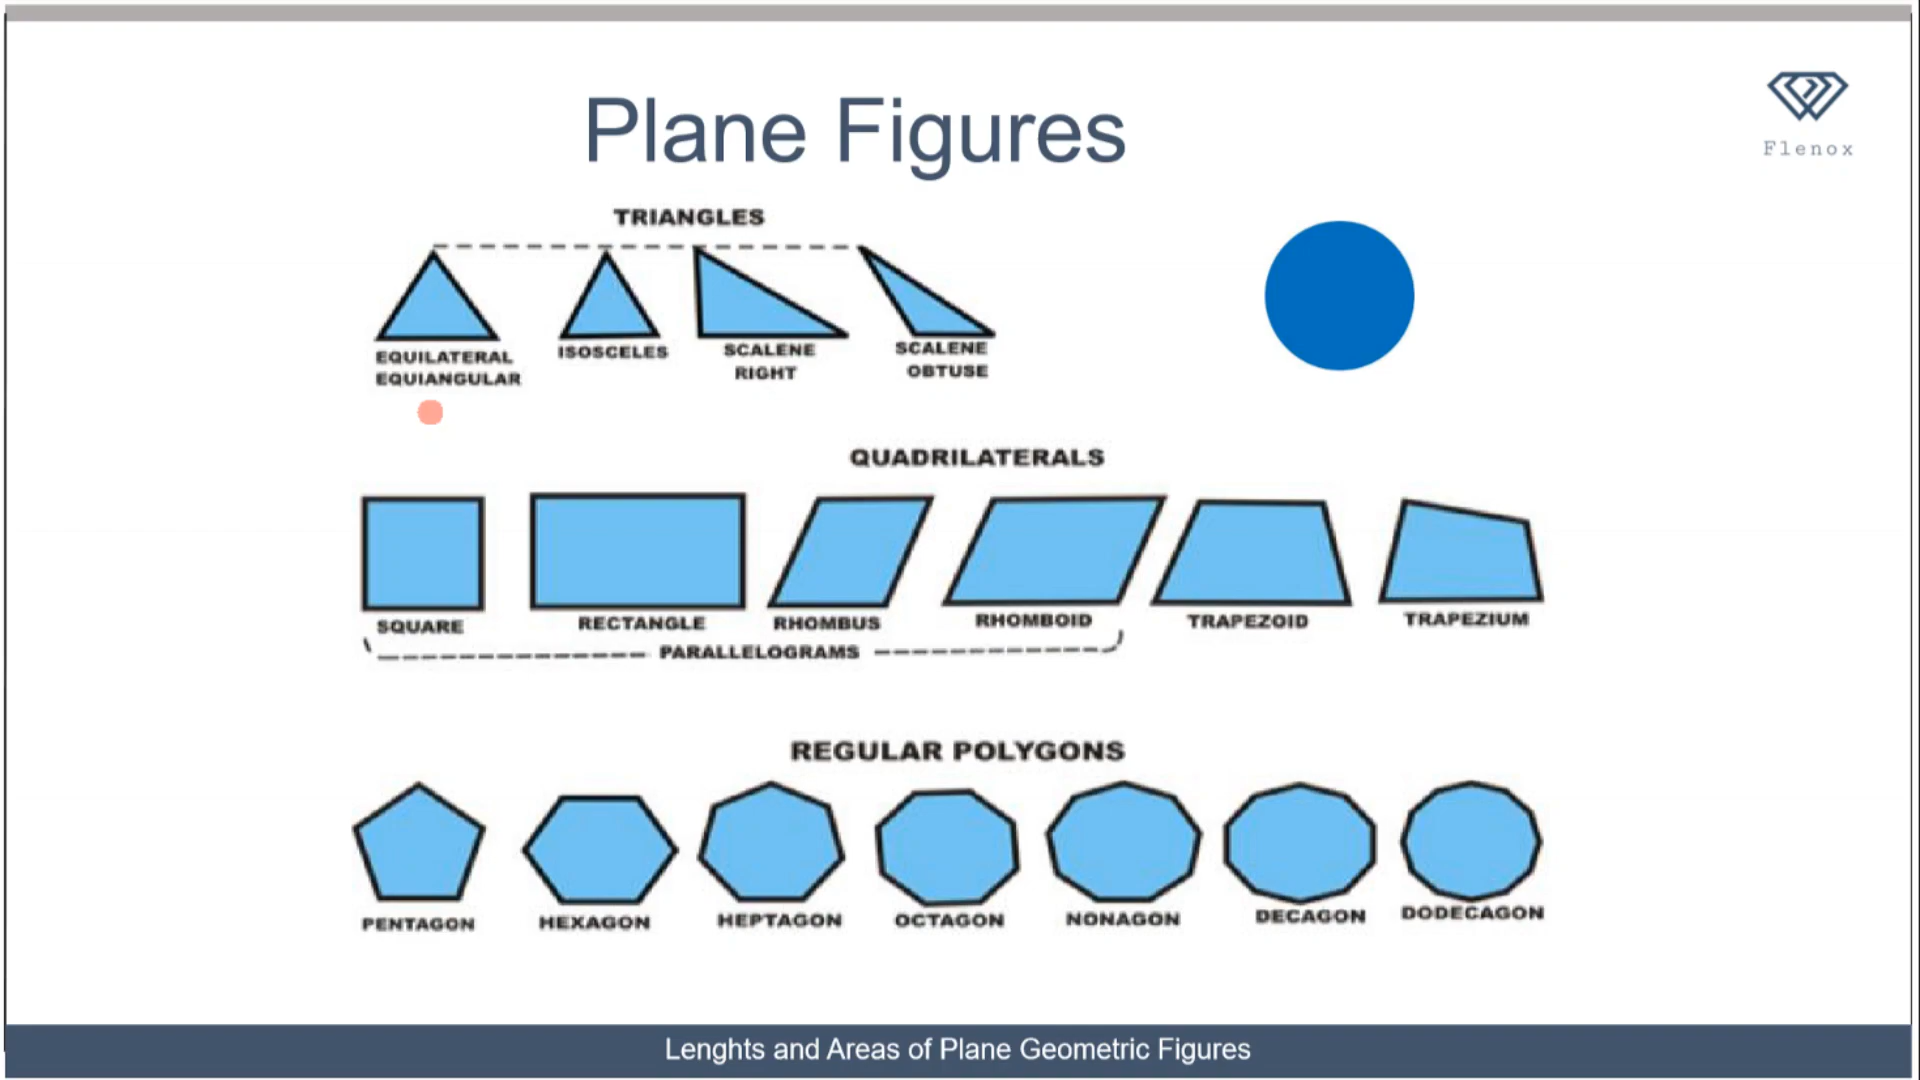 Plane Figures
Flenox
TRIANGLES
EQUILATERAL
EQUIANGULAR
ISOSCELES
SCALENE
RIGHT
SCALENE
OBTUSE
QUADRILATERALS
SQUARE
RECTANGLE
RHOMBUS
RHOMBOID
TRAPEZOID
TRAPEZIUM
PARALLELOGRAMS
REGULAR POLYGONS
PENTAGON
HEXAGON
HEPTAGON
OCTAGON
NONAGON
DECAGON
DODECAGON
Lenghts and Areas of Plane Geometric Figures